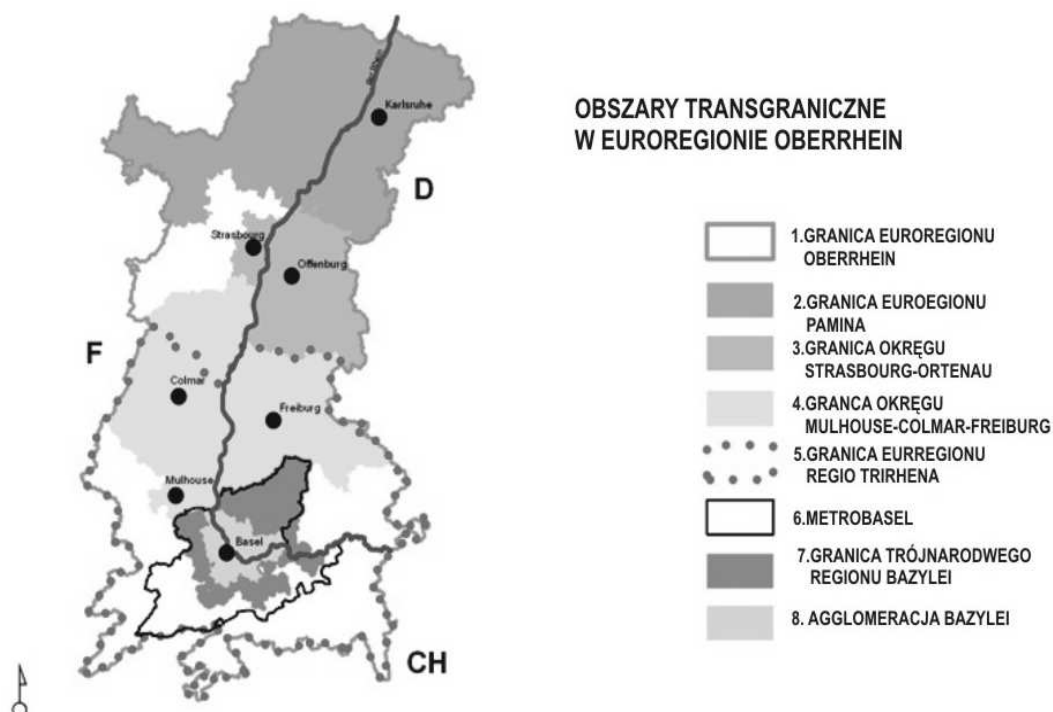 OBSZARY TRANSGRANICZNE
W EUROREGIONIE OBERRHEIN
1.GRANICA EUROREGIONU
OBERRHEIN
2.GRANICA EUROEGIONU
PAMINA
3.GRANICA OKRĘGU
STRASBOURG-ORTENAU
4.GRANCA OKRĘGU
MULHOUSE-COLMAR-FREIBURG
5.GRANICA EURREGIONU
REGIO TRIRHENA
6.METROBASEL
7.GRANICA TRÓJNARODWEGO
REGIONU BAZYLEI
8. AGGLOMERACJA BAZYLEI
Karlsruhe
D
Strasbourg
Offenburg
F
Colmar
Freiburg
Mulhouse
Basel
CH